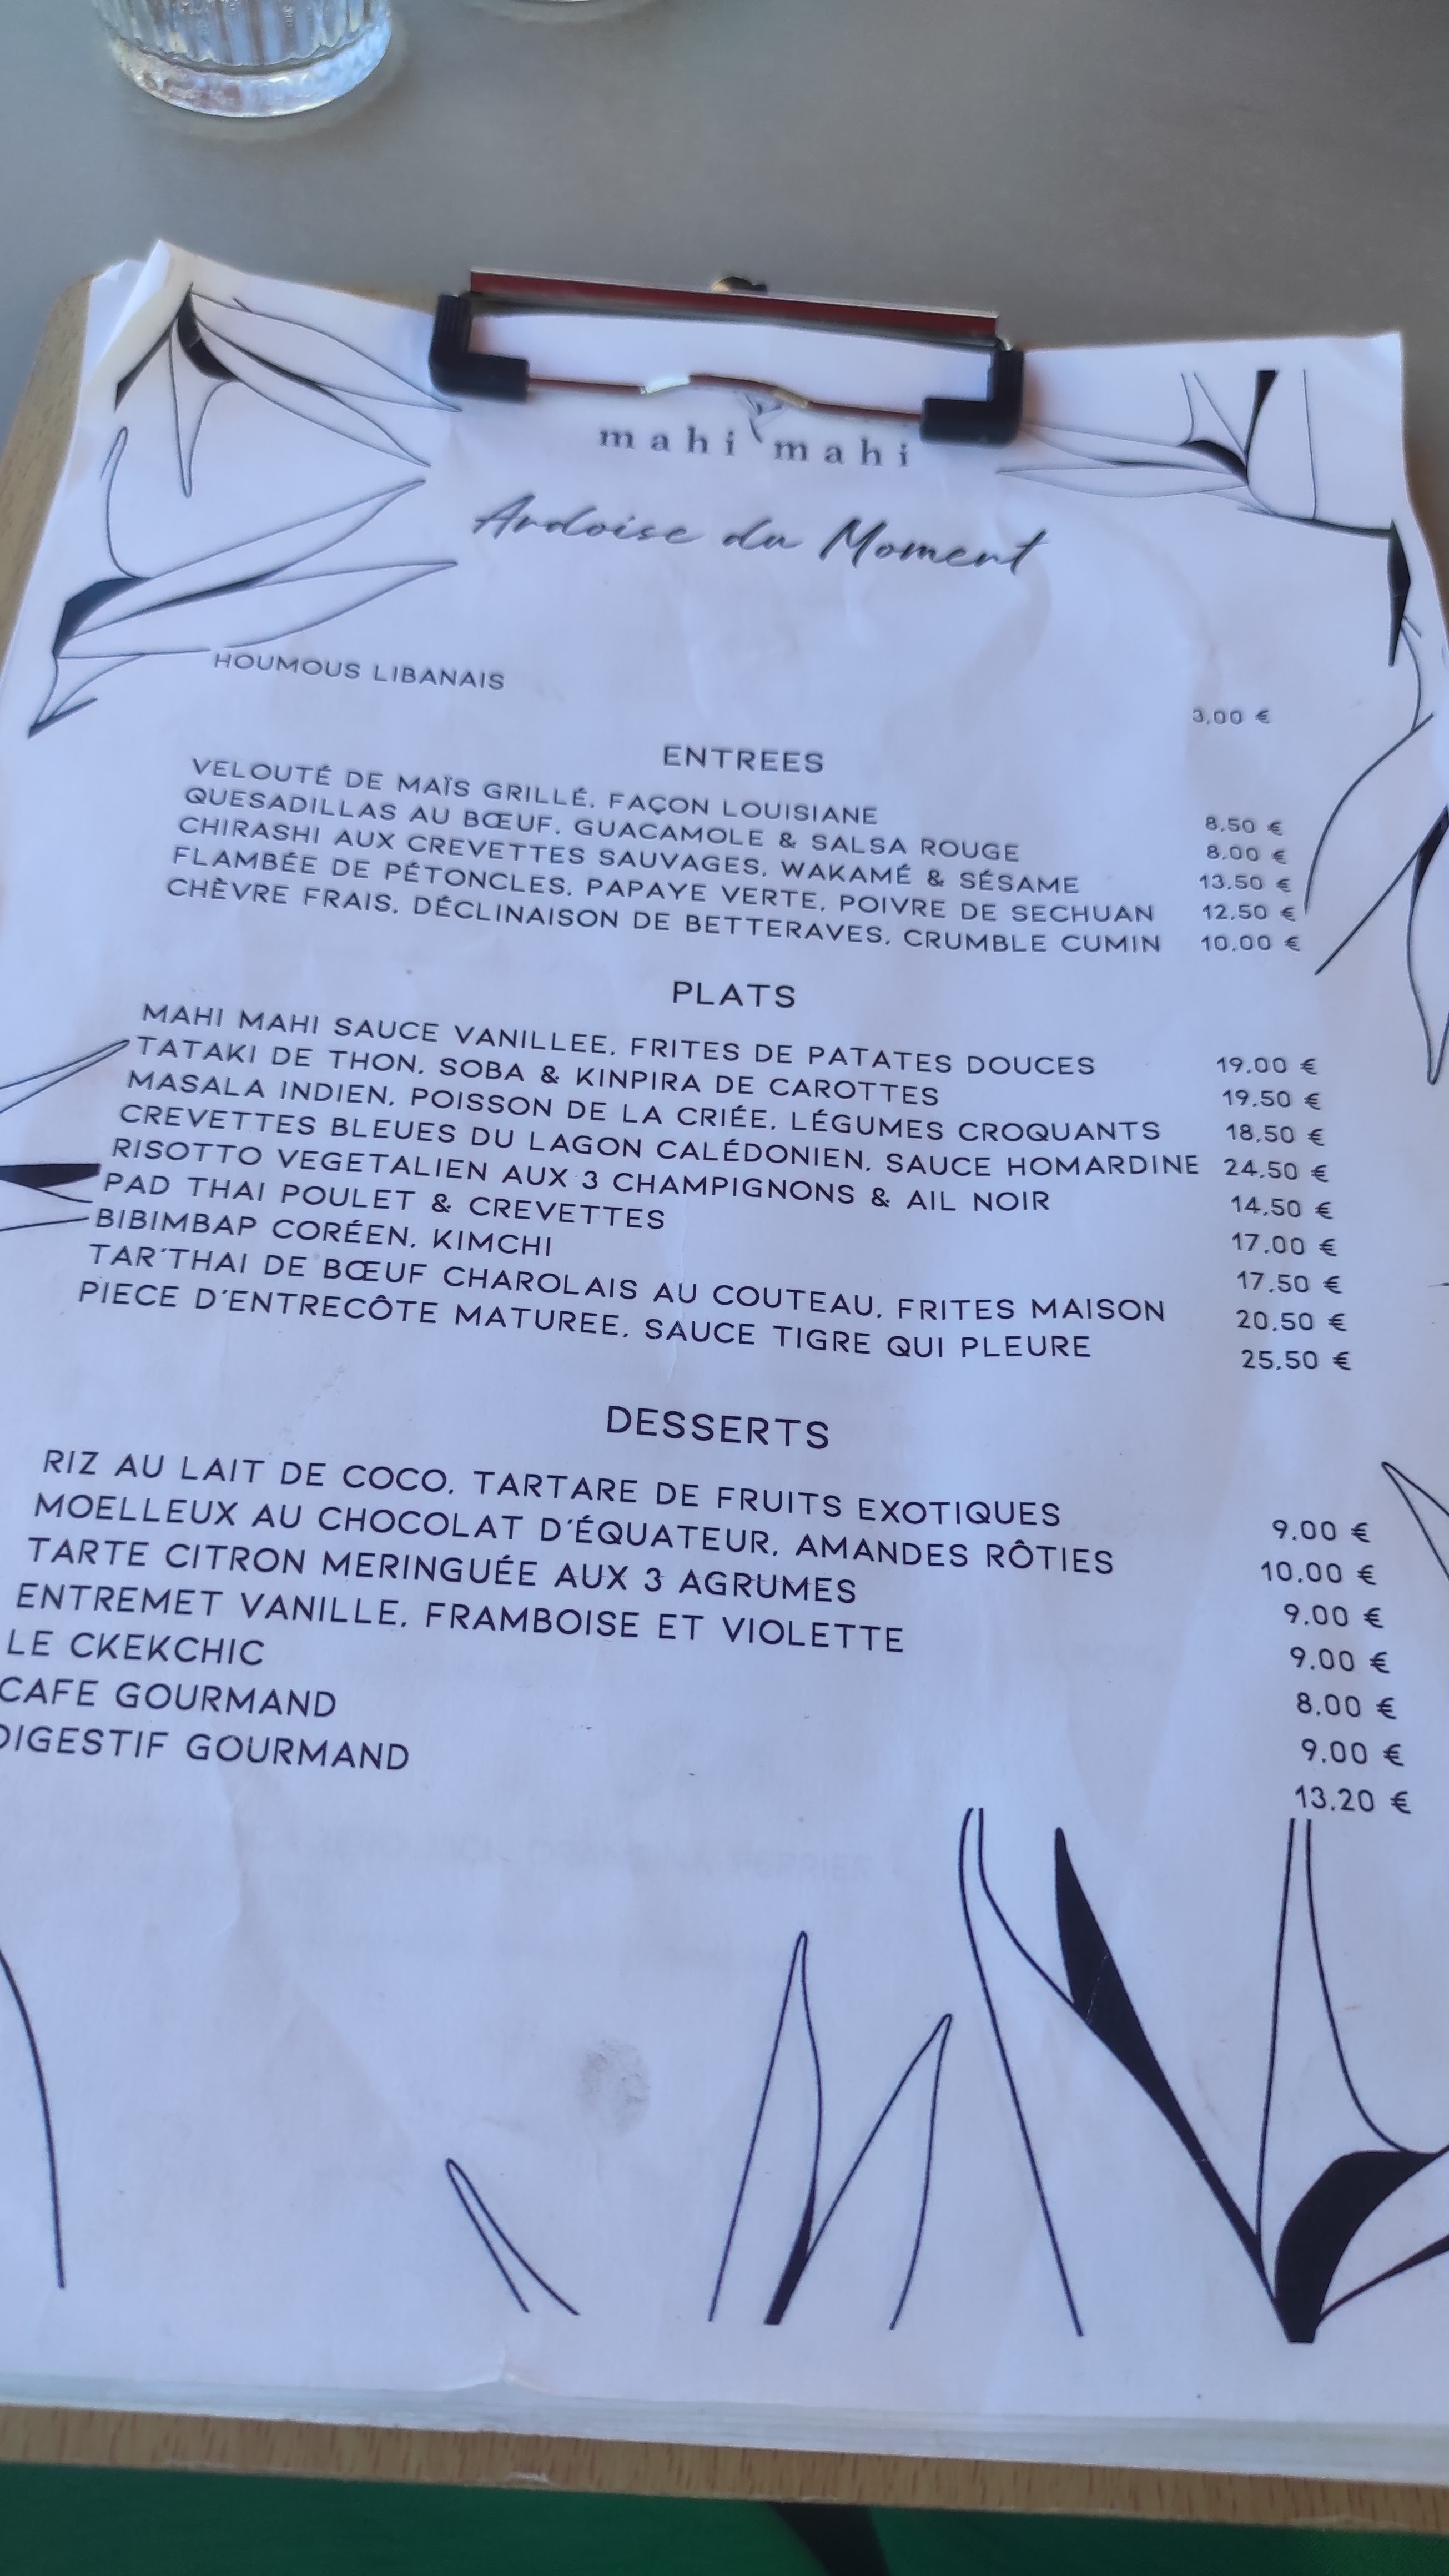 mahi mahi
Ardoise du Moment
HOUMOUS LIBANAIS 3,00 €
ENTREES
VELOUTÉ DE MAÏS GRILLÉ, FAÇON LOUISIANE 8,50 €
QUESADILLAS AU BŒUF, GUACAMOLE & SALSA ROUGE 8,00 €
CHIRASHI AUX CREVETTES SAUVAGES, WAKAMÉ & SÉSAME 13,50 €
FLAMBÉE DE PÉTONCLES, PAPAYE VERTE, POIVRE DE SECHUAN 12,50 €
CHÈVRE FRAIS, DÉCLINAISON DE BETTERAVES, CRUMBLE CUMIN 10,00 €
PLATS
MAHI MAHI SAUCE VANILLEE, FRITES DE PATATES DOUCES 19,00 €
TATAKI DE THON, SOBA & KINPIRA DE CAROTTES 19,50 €
MASALA INDIEN, POISSON DE LA CRIÉE, LÉGUMES CROQUANTS 18,50 €
CREVETTES BLEUES DU LAGON CALÉDONIEN, SAUCE HOMARDINE 24,50 €
RISOTTO VEGETALIEN AUX 3 CHAMPIGNONS & AIL NOIR 14,50 €
PAD THAI POULET & CREVETTES 17,00 €
BIBIMBAP CORÉEN, KIMCHI 17,50 €
TAR'THAI DE BŒUF CHAROLAIS AU COUTEAU, FRITES MAISON 20,50 €
PIECE D'ENTRECÔTE MATUREE, SAUCE TIGRE QUI PLEURE 25,50 €
DESSERTS
RIZ AU LAIT DE COCO, TARTARE DE FRUITS EXOTIQUES 9,00 €
MOELLEUX AU CHOCOLAT D'ÉQUATEUR, AMANDES RÔTIES 10,00 €
TARTE CITRON MERINGUÉE AUX 3 AGRUMES 9,00 €
ENTREMET VANILLE, FRAMBOISE ET VIOLETTE 9,00 €
LE CKEKCHIC 8,00 €
CAFE GOURMAND 9,00 €
DIGESTIF GOURMAND 13,20 €